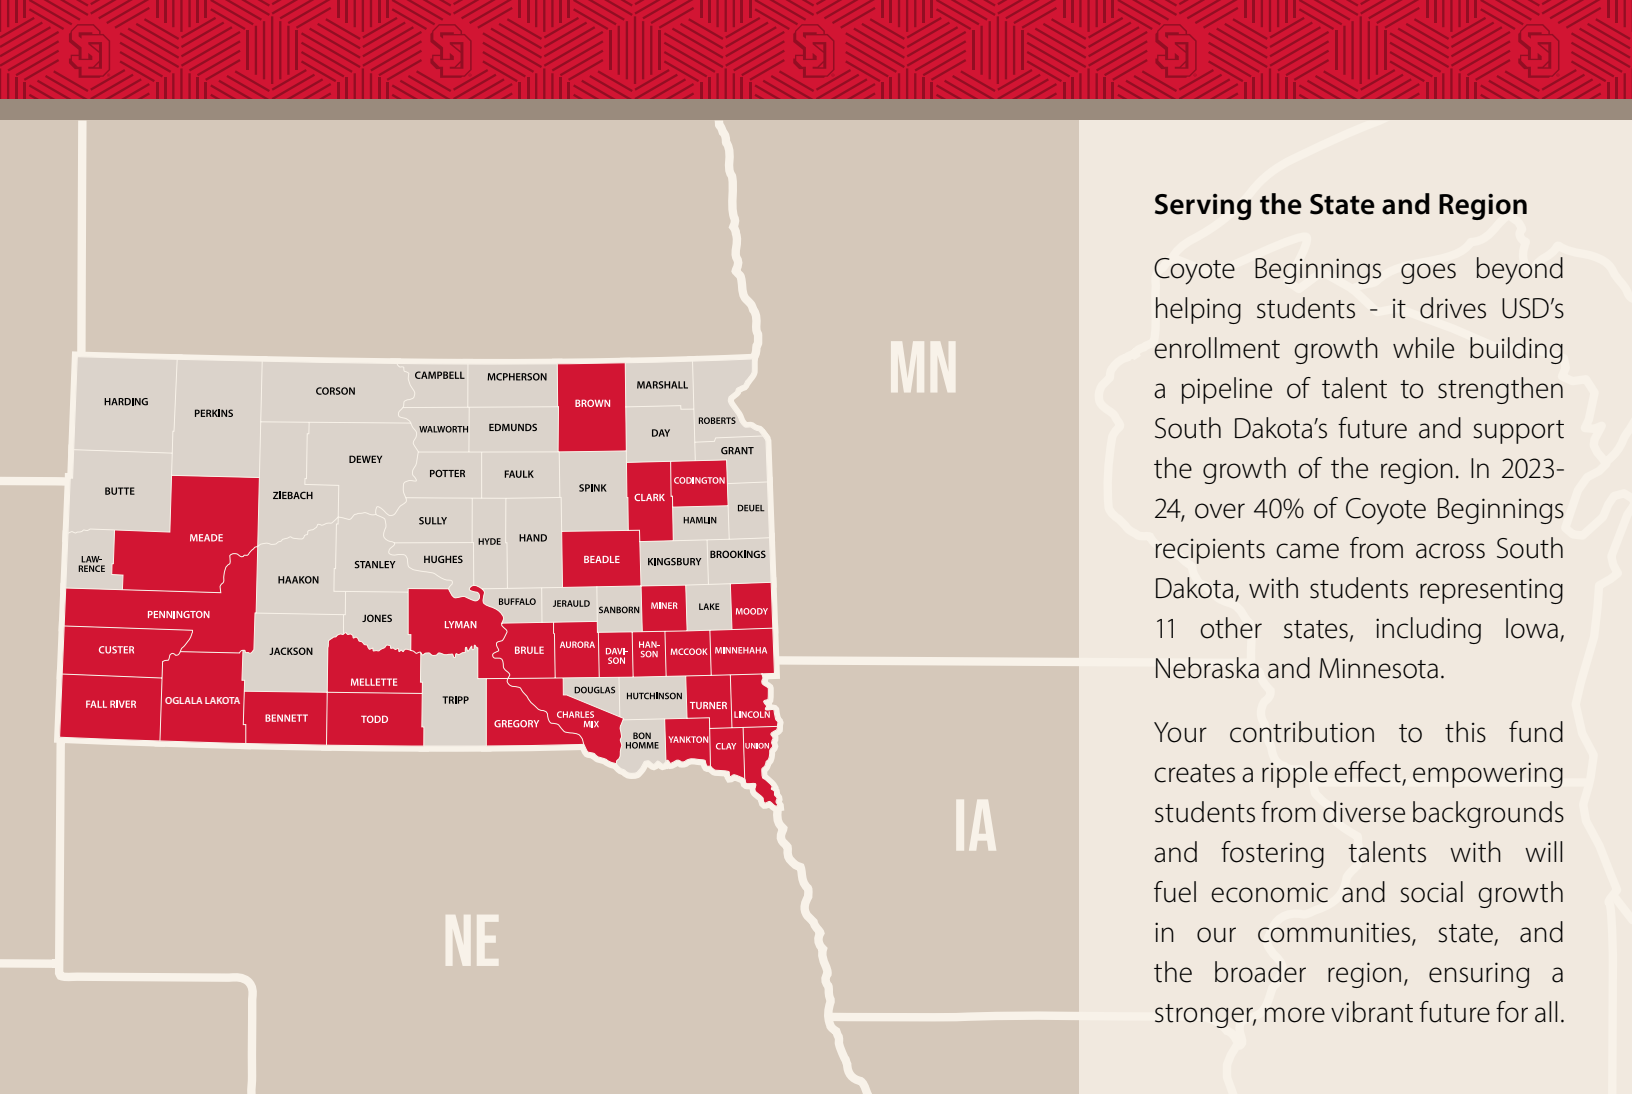 HARDING
PERKINS
CORSON
CAMPBELL
MCPHERSON
BROWN
MARSHALL
ROBERTS
WALWORTH
EDMUNDS
DAY
GRANT
BUTTE
MEADE
ZIEBACH
DEWEY
POTTER
FAULK
SPINK
CLARK
CODINGTON
DEUEL
HAMLIN
LAW-
RENCE
SULLY
HYDE
HAND
BEADLE
KINGSBURY
BROOKINGS
HAAKON
STANLEY
HUGHES
PENNINGTON
JONES
LYMAN
BUFFALO
JERAULD
SANBORN
MINER
LAKE
MOODY
CUSTER
JACKSON
BRULE
AURORA
DAVI-
SON
HAN-
SON
MCCOOK
MINNEHAHA
FALL RIVER
OGLALA LAKOTA
BENNETT
MELLETTE
TODD
TRIPP
GREGORY
CHARLES
MIX
DOUGLAS
HUTCHINSON
TURNER
LINCOLN
BON
HOMME
YANKTON
CLAY
UNION
MN
IA
NE
Serving the State and Region
Coyote Beginnings goes beyond
helping students - it drives USD’s
enrollment growth while building
a pipeline of talent to strengthen
South Dakota’s future and support
the growth of the region. In 2023-
24, over 40% of Coyote Beginnings
recipients came from across South
Dakota, with students representing
11 other states, including Iowa,
Nebraska and Minnesota.
Your contribution to this fund
creates a ripple effect, empowering
students from diverse backgrounds
and fostering talents with will
fuel economic and social growth
in our communities, state, and
the broader region, ensuring a
stronger, more vibrant future for all.